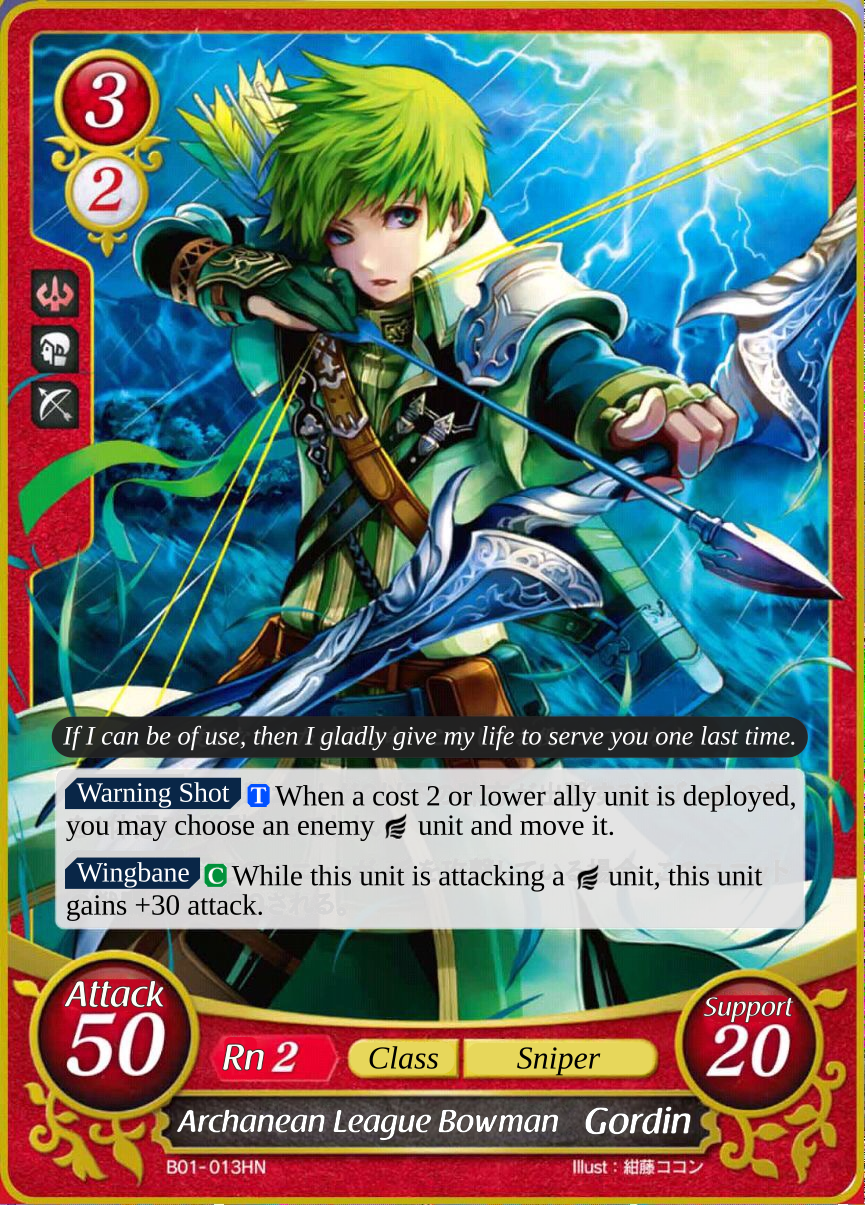 3
2
If I can be of use, then I gladly give my life to serve you one last time.
Warning Shot T When a cost 2 or lower ally unit is deployed,
you may choose an enemy unit and move it.
Wingbane C While this unit is attacking a unit, this unit
gains +30 attack.
Attack
50
Rn 2
Class
Sniper
Support
20
Archanean League Bowman Gordin
B01-013HN
Illust：紺藤ココン